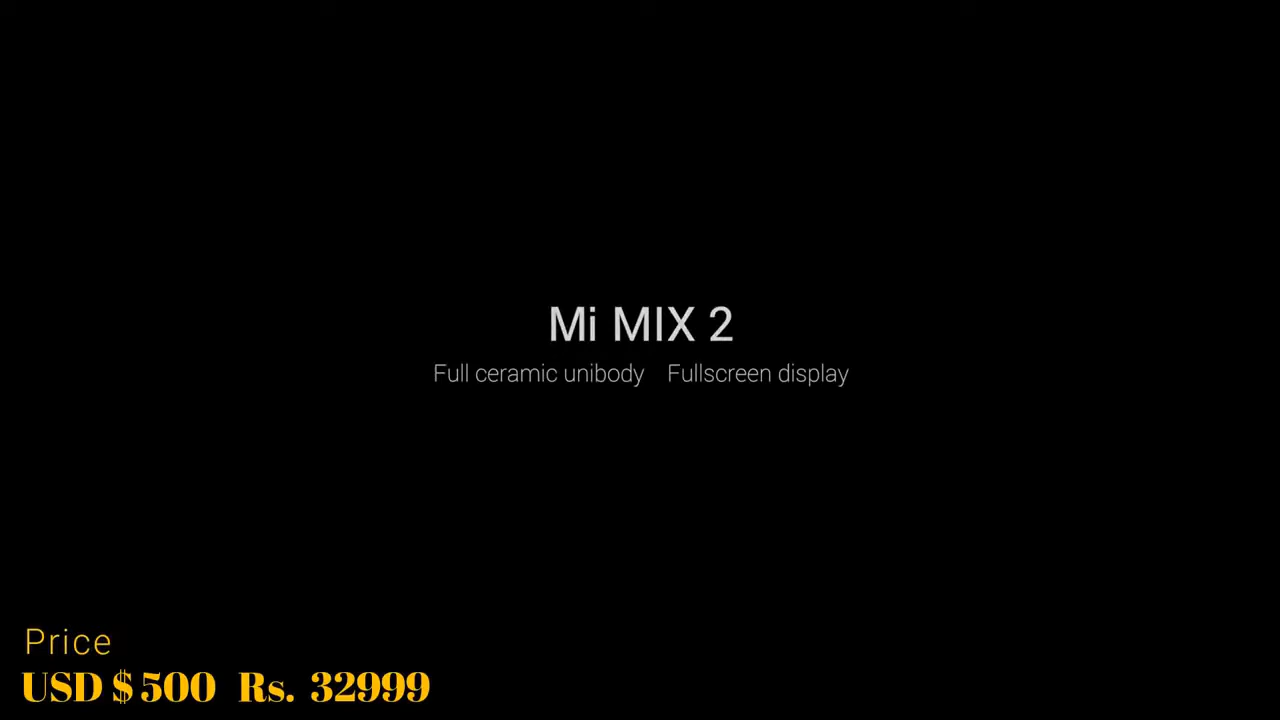 Mi MIX 2
Full ceramic unibody Fullscreen display
Price
USD $ 500 Rs. 32999